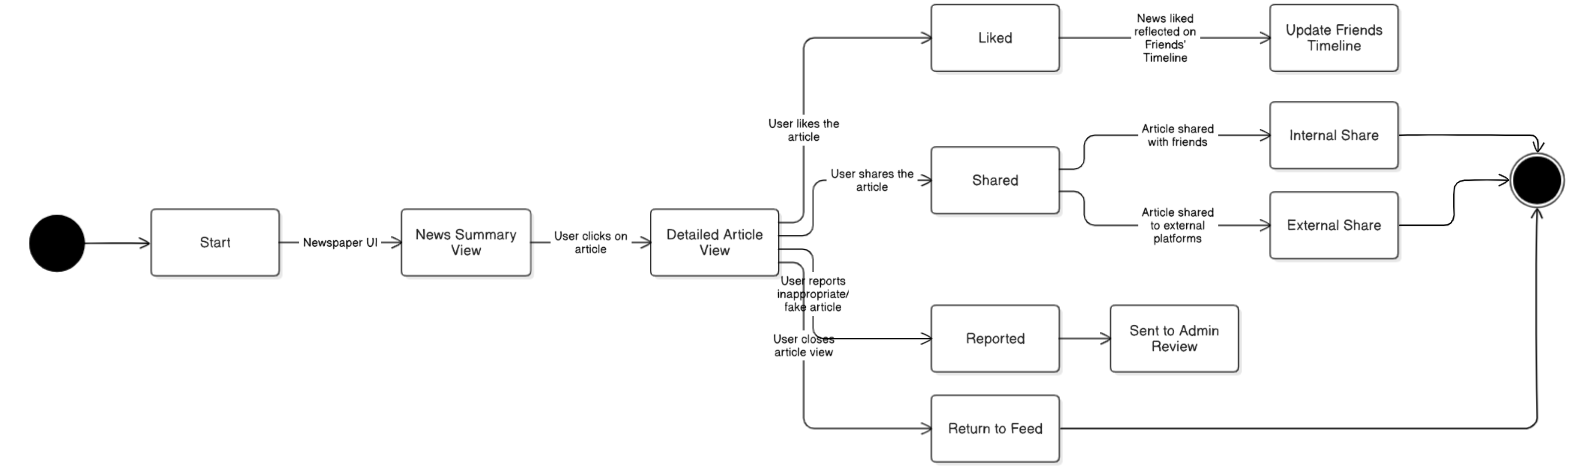 Start
Newspaper UI
News Summary
View
User clicks on
article
Detailed Article
View
User likes the
article
Liked
News liked
reflected on
Friends'
Timeline
Update Friends
Timeline
User shares the
article
Shared
Article shared
with friends
Internal Share
Article shared
to external
platforms
External Share
User reports
inappropriate/
fake article
Reported
Sent to Admin
Review
User closes
article view
Return to Feed